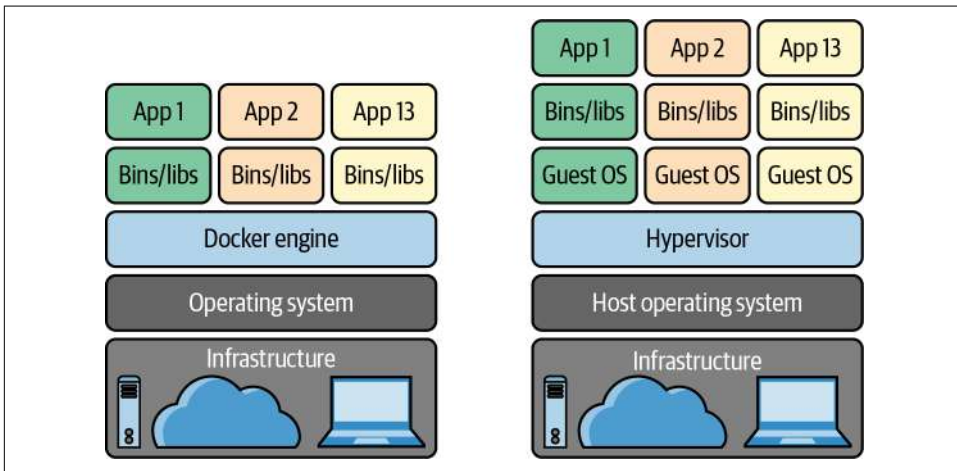 App 1
App 2
App 13
Bins/libs
Bins/libs
Bins/libs
Docker engine
Operating system
Infrastructure
App 1
App 2
App 13
Bins/libs
Bins/libs
Bins/libs
Guest OS
Guest OS
Guest OS
Hypervisor
Host operating system
Infrastructure